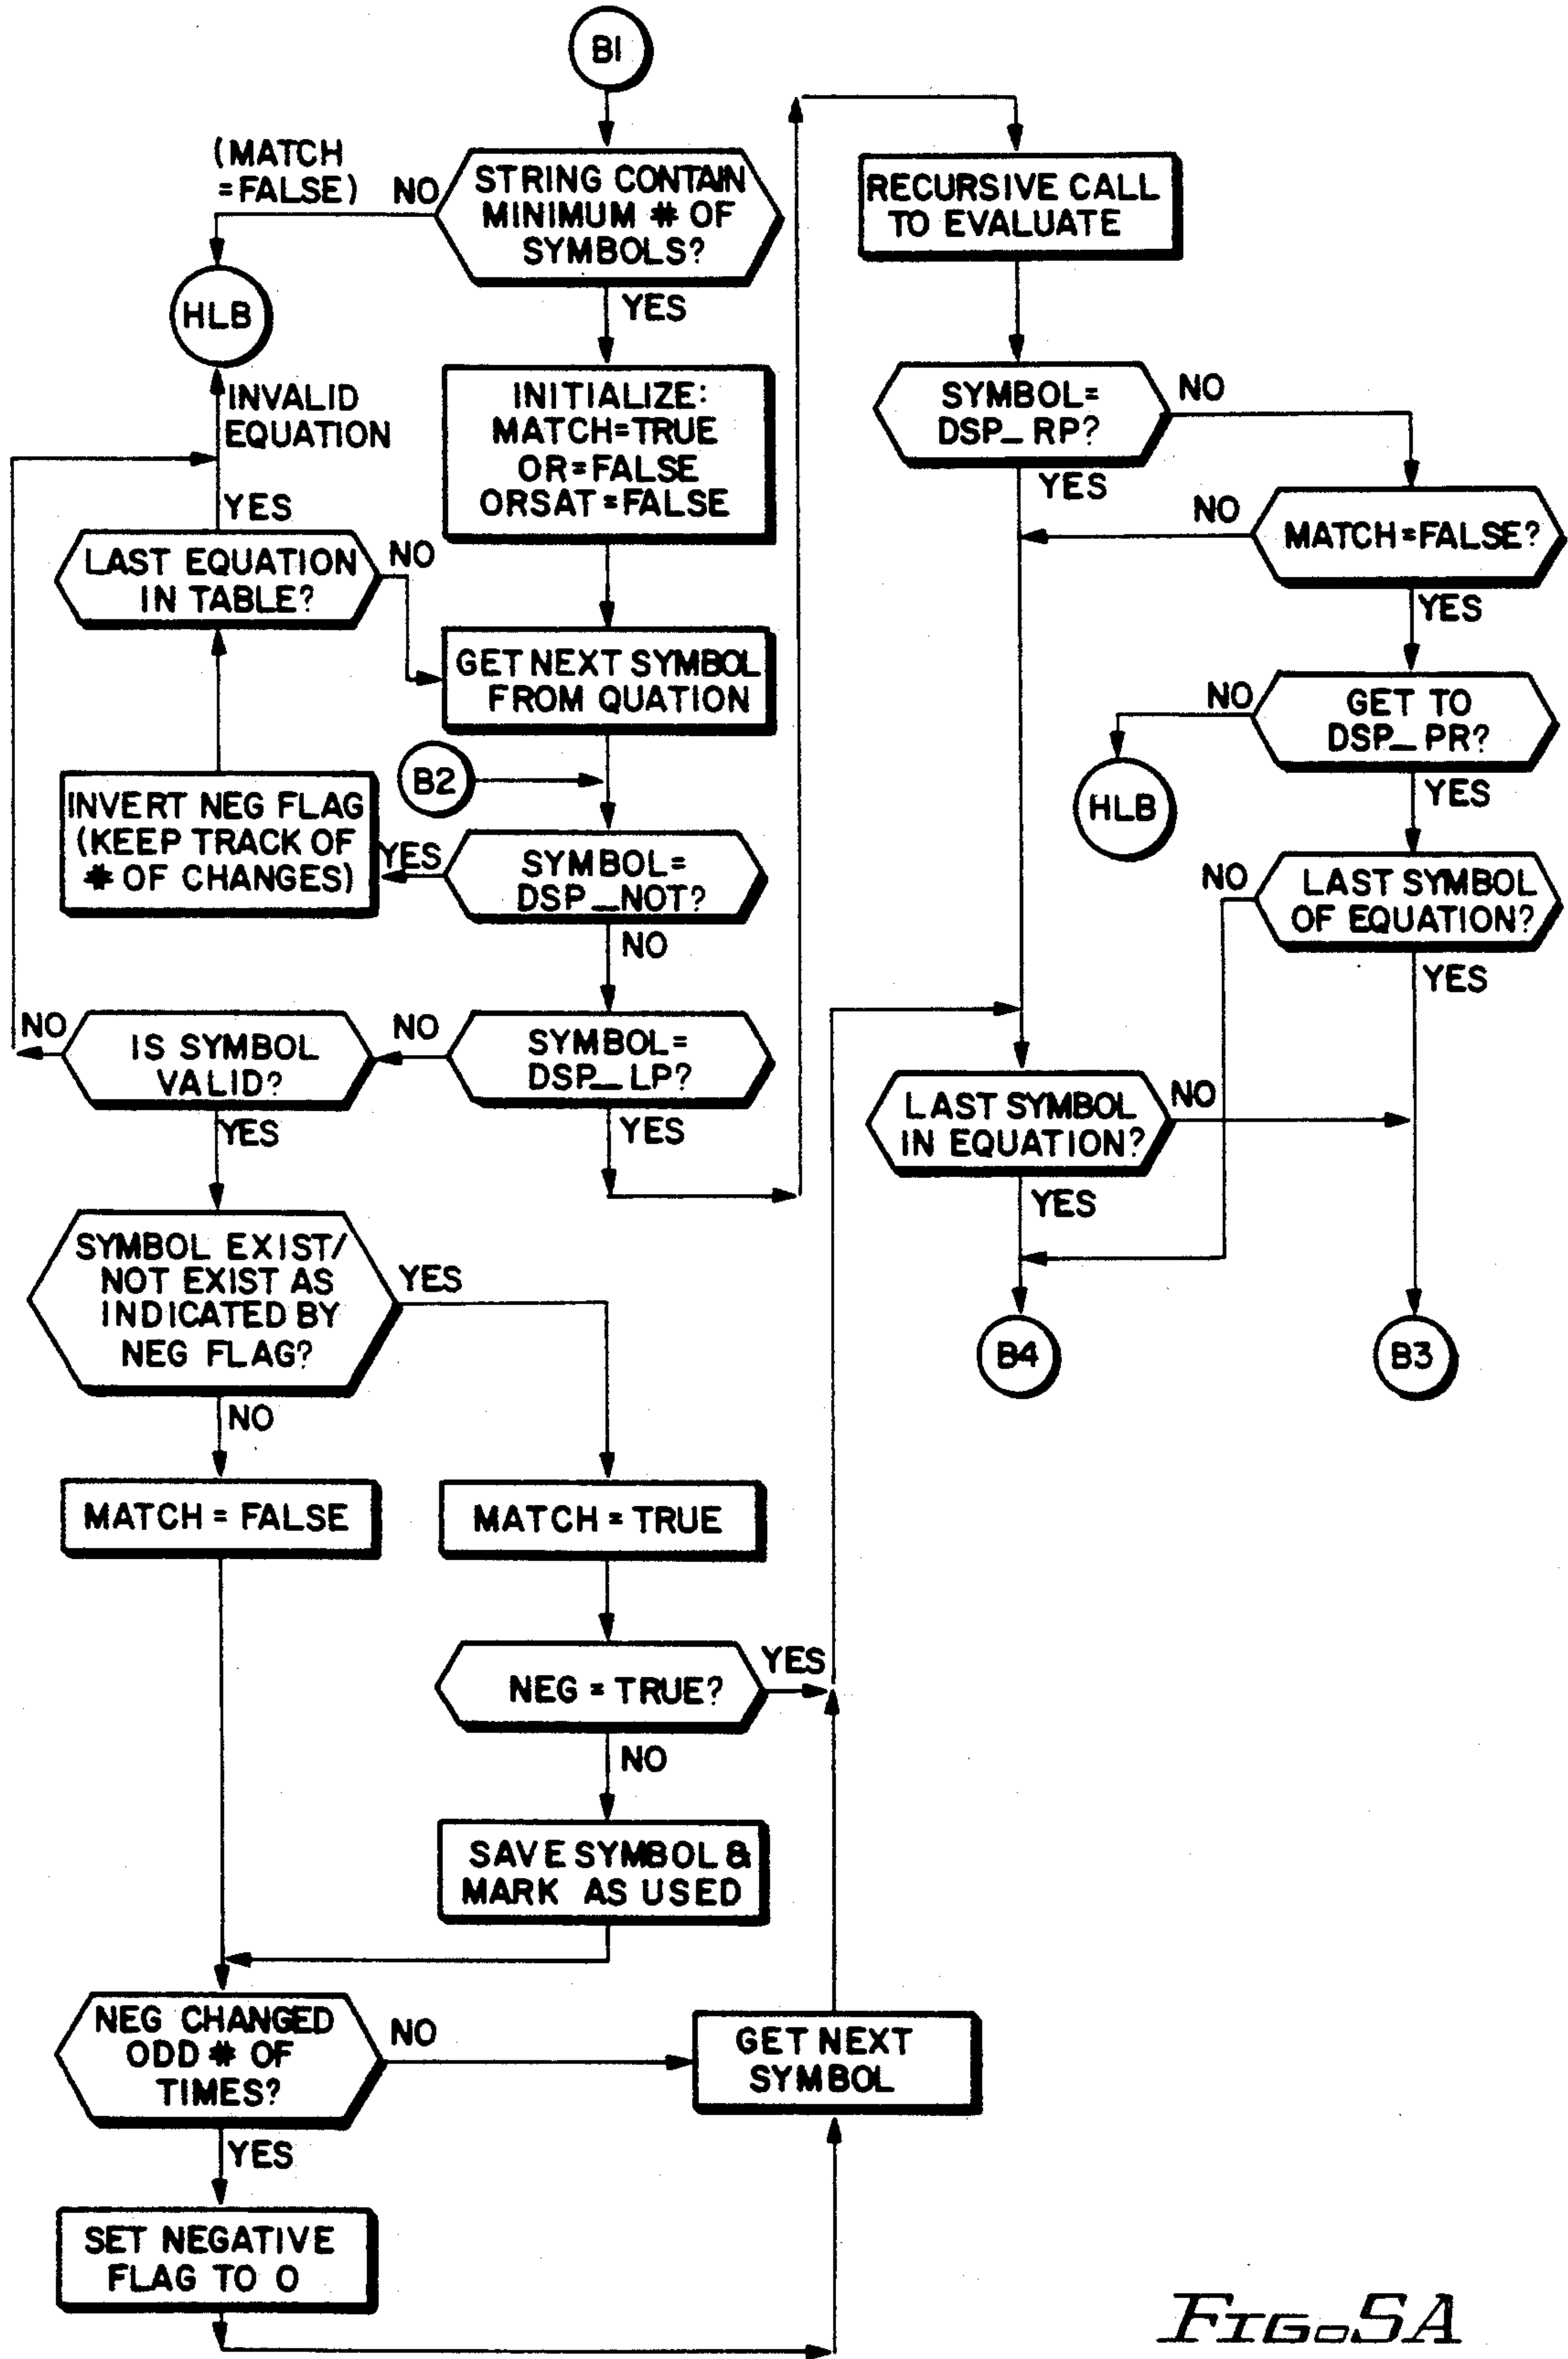 B1
(MATCH
=FALSE) NO
STRING CONTAIN
MINIMUM # OF
SYMBOLS?
YES
HLB
INVALID
EQUATION
YES
INITIALIZE:
MATCH=TRUE
OR=FALSE
ORSAT=FALSE
LAST EQUATION
IN TABLE?
NO
GET NEXT SYMBOL
FROM QUATION
B2
INVERT NEG FLAG
(KEEP TRACK OF
# OF CHANGES)
YES
SYMBOL=
DSP_NOT?
NO
NO
IS SYMBOL
VALID?
NO
SYMBOL=
DSP_LP?
YES
YES
SYMBOL EXIST/
NOT EXIST AS
INDICATED BY
NEG FLAG?
YES
NO
MATCH = FALSE
MATCH = TRUE
NEG = TRUE?
YES
NO
SAVE SYMBOL &
MARK AS USED
NEG CHANGED
ODD # OF
TIMES?
NO
GET NEXT
SYMBOL
YES
SET NEGATIVE
FLAG TO 0
RECURSIVE CALL
TO EVALUATE
SYMBOL=
DSP_RP?
NO
YES
NO
MATCH=FALSE?
YES
NO
GET TO
DSP_PR?
HLB
YES
NO
LAST SYMBOL
OF EQUATION?
YES
LAST SYMBOL
IN EQUATION?
NO
YES
B4
B3
FIG. 5A